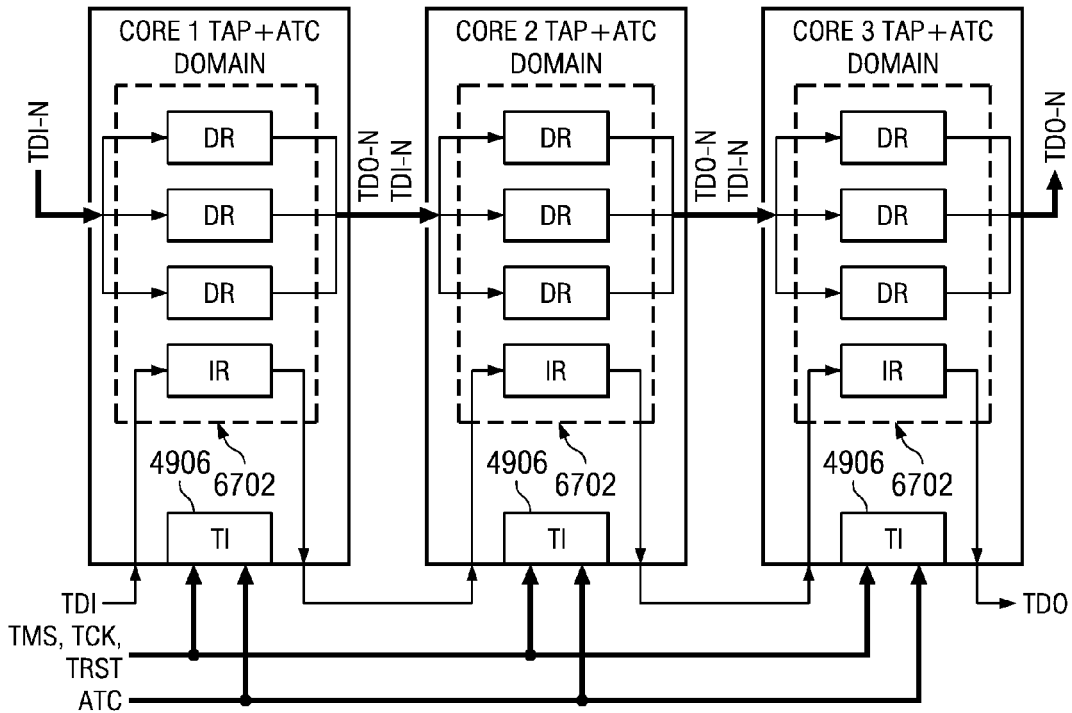 CORE 1 TAP+ATC
DOMAIN
CORE 2 TAP+ATC
DOMAIN
CORE 3 TAP+ATC
DOMAIN
TDI-N
DR
DR
DR
IR
TDO-N
TDI-N
DR
DR
DR
IR
TDO-N
TDI-N
DR
DR
DR
IR
TDO-N
4906
6702
TI
4906
6702
TI
4906
6702
TI
TDI
TDO
TMS, TCK,
TRST
ATC